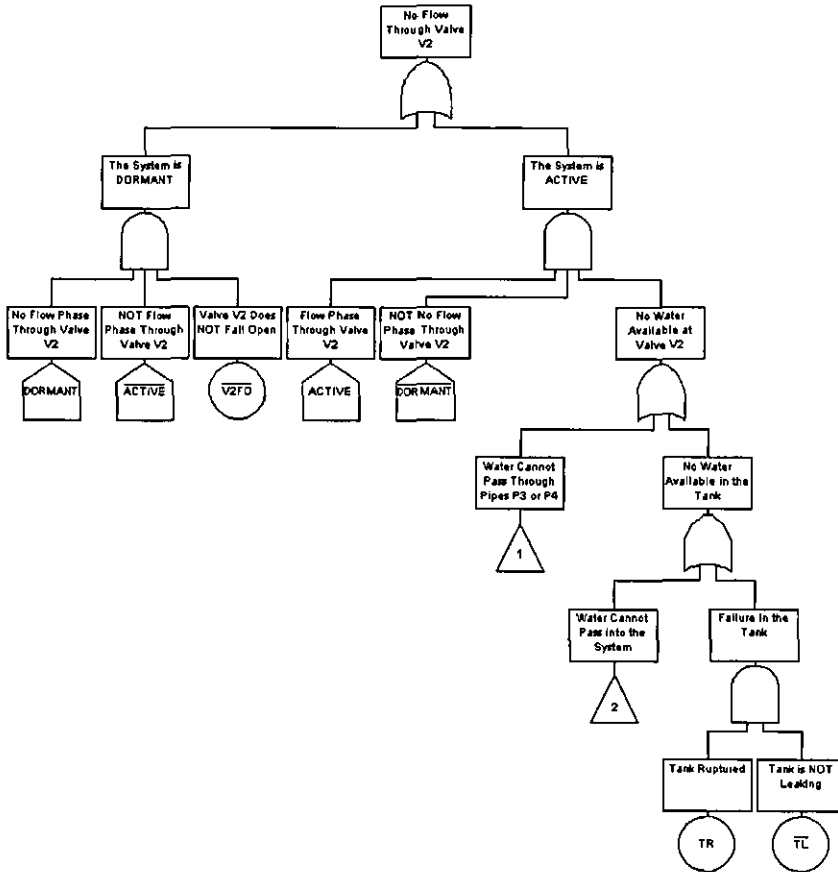 No Flow
Through Valve
V2
The System is
DORMANT
The System is
ACTIVE
No Flow Phase
Through Valve
V2
NOT Flow
Phase Through
Valve V2
Valve V2 Does
NOT Fail Open
Flow Phase
Through Valve
V2
NOT No Flow
Phase Through
Valve V2
No Water
Available at
Valve V2
DORMANT
A̅C̅T̅I̅V̅E̅
V̅2̅F̅O̅
ACTIVE
D̅O̅R̅M̅A̅N̅T̅
Water Cannot
Pass Through
Pipes P3 or P4
No Water
Available in the
Tank
1
Water Cannot
Pass into the
System
Failure in the
Tank
2
Tank Ruptured
Tank is NOT
Leaking
TR
T̅L̅